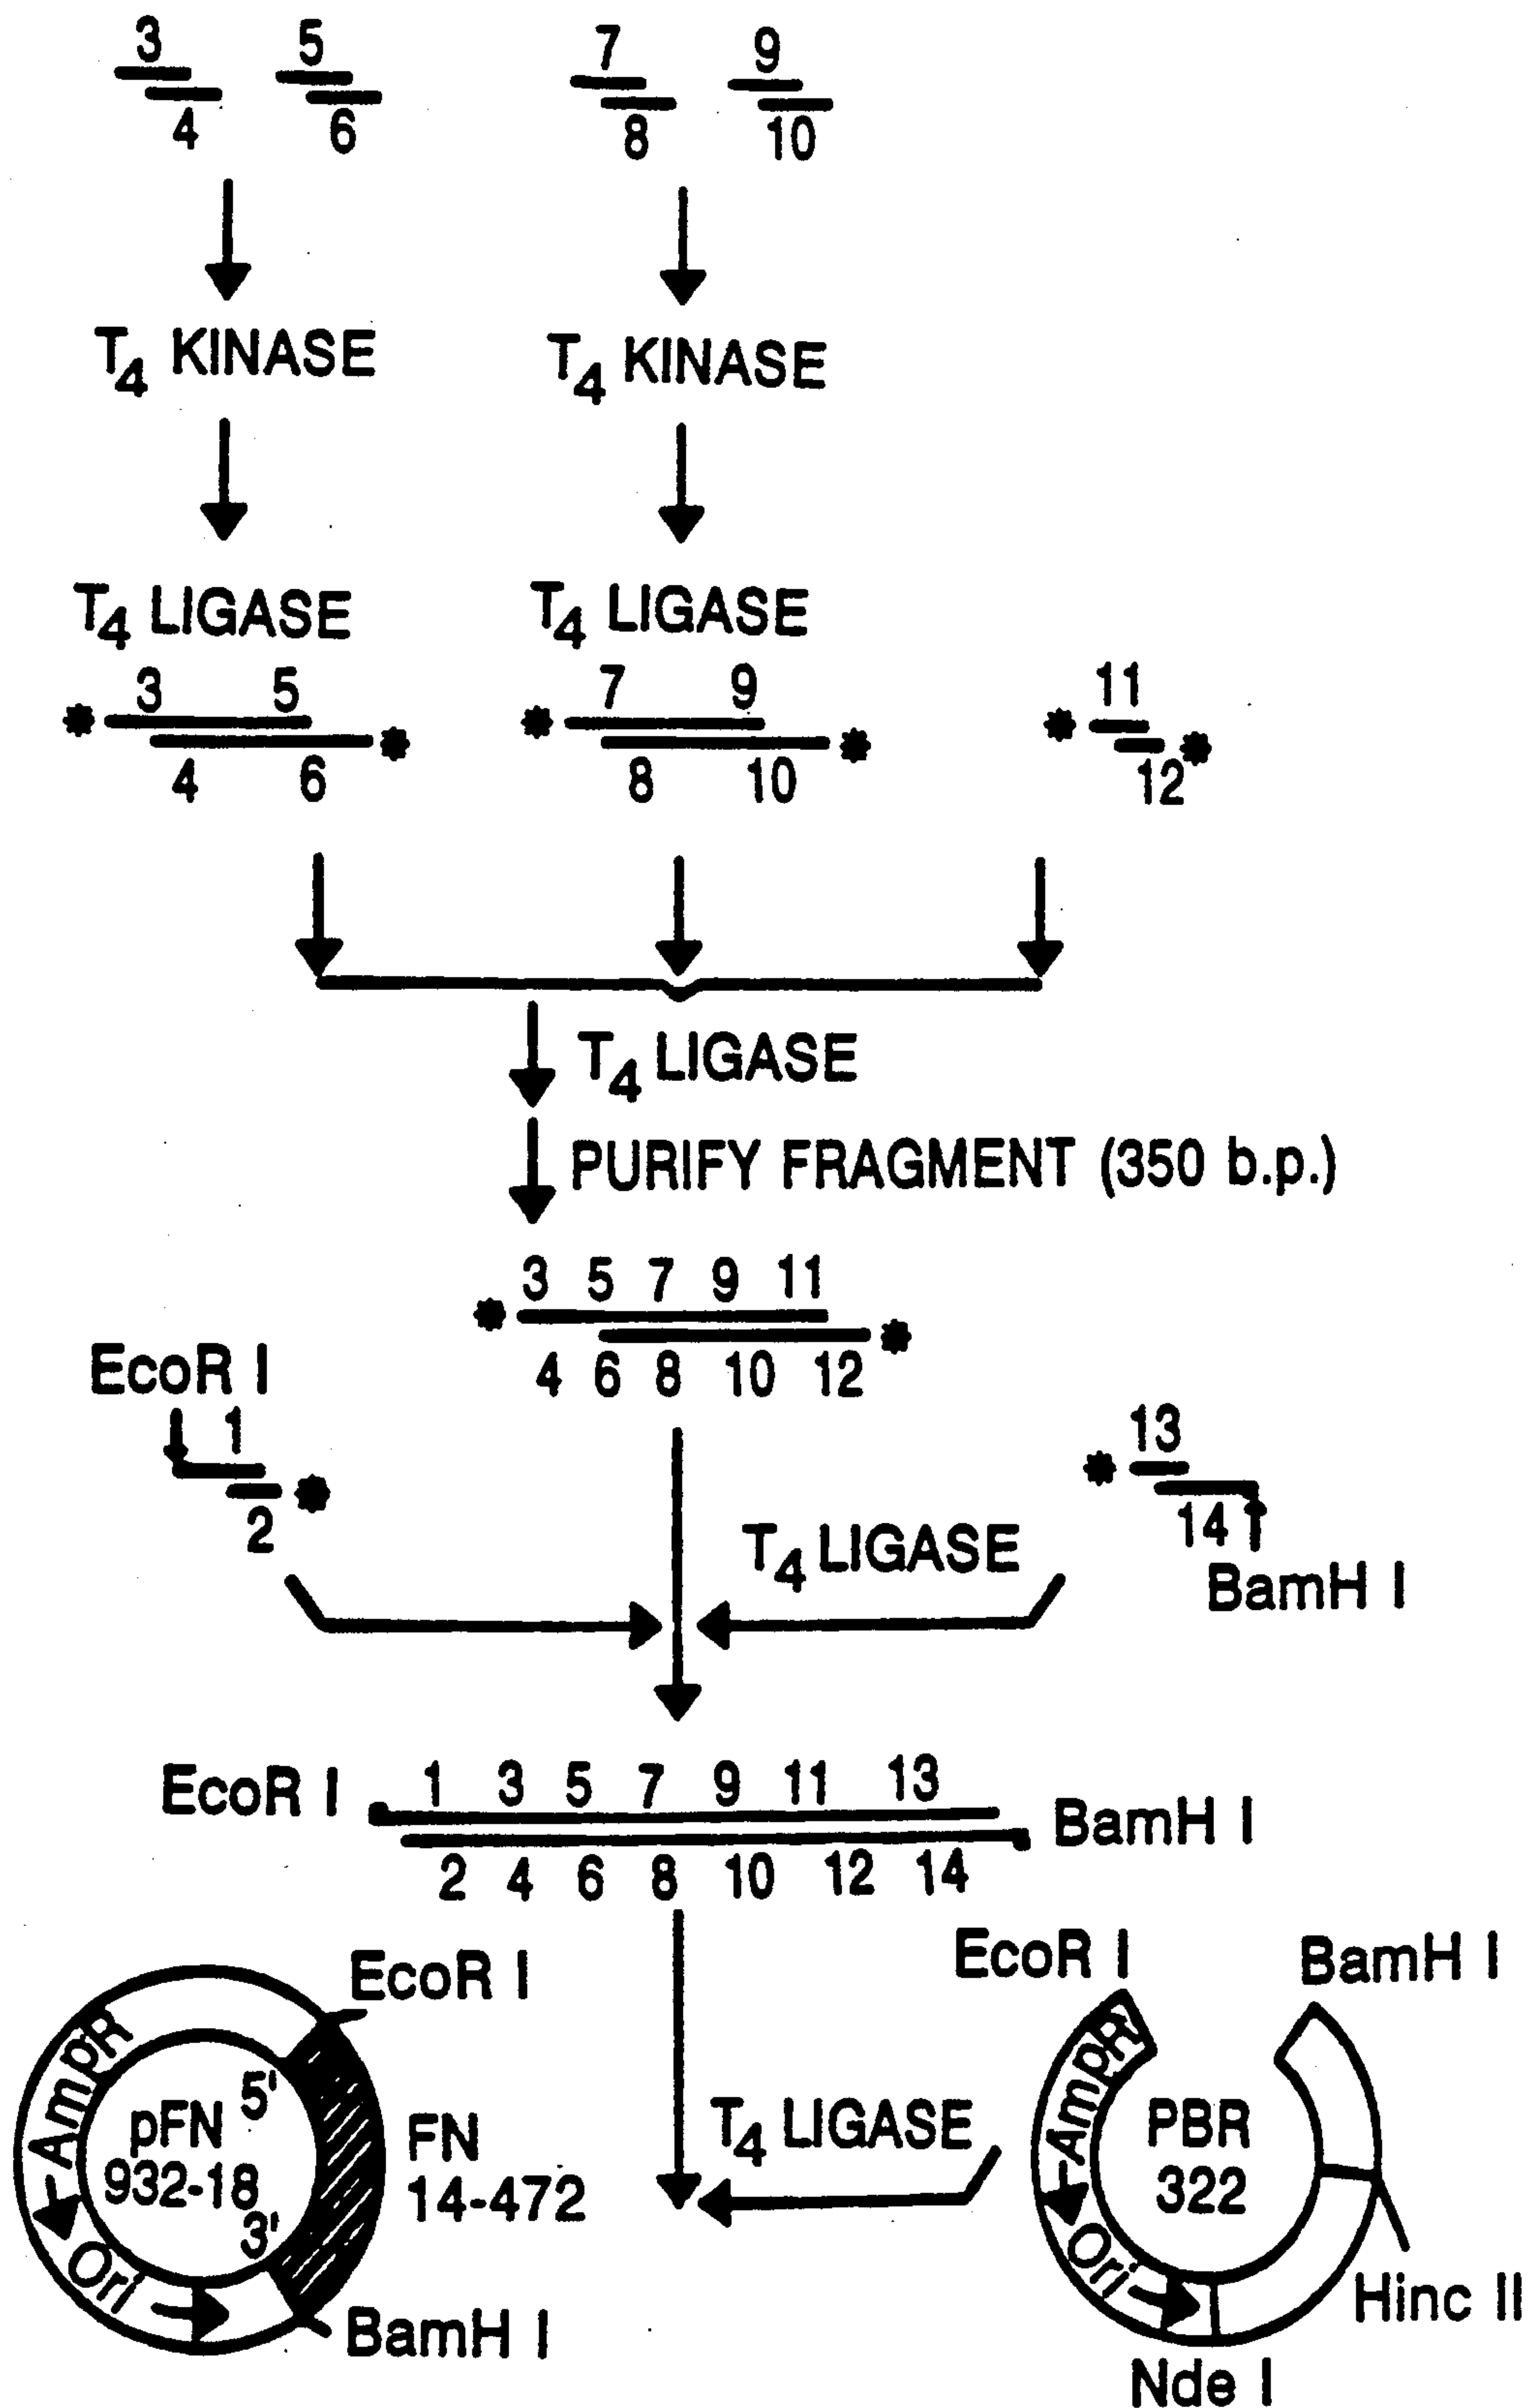 3 5 7 9
4 6 8 10
T4 KINASE T4 KINASE
T4 LIGASE T4 LIGASE
3 5 7 9 11
4 6 8 10 12
T4 LIGASE
PURIFY FRAGMENT (350 b.p.)
3 5 7 9 11
4 6 8 10 12
EcoR I
1
2
13
14
BamH I
T4 LIGASE
EcoR I
1 3 5 7 9 11 13
2 4 6 8 10 12 14
BamH I
EcoR I
AmpR
pFN
932-18
5'
3'
Ori
FN
14-472
BamH I
T4 LIGASE
EcoR I
BamH I
AmpR
PBR
322
Ori
Hinc II
Nde I